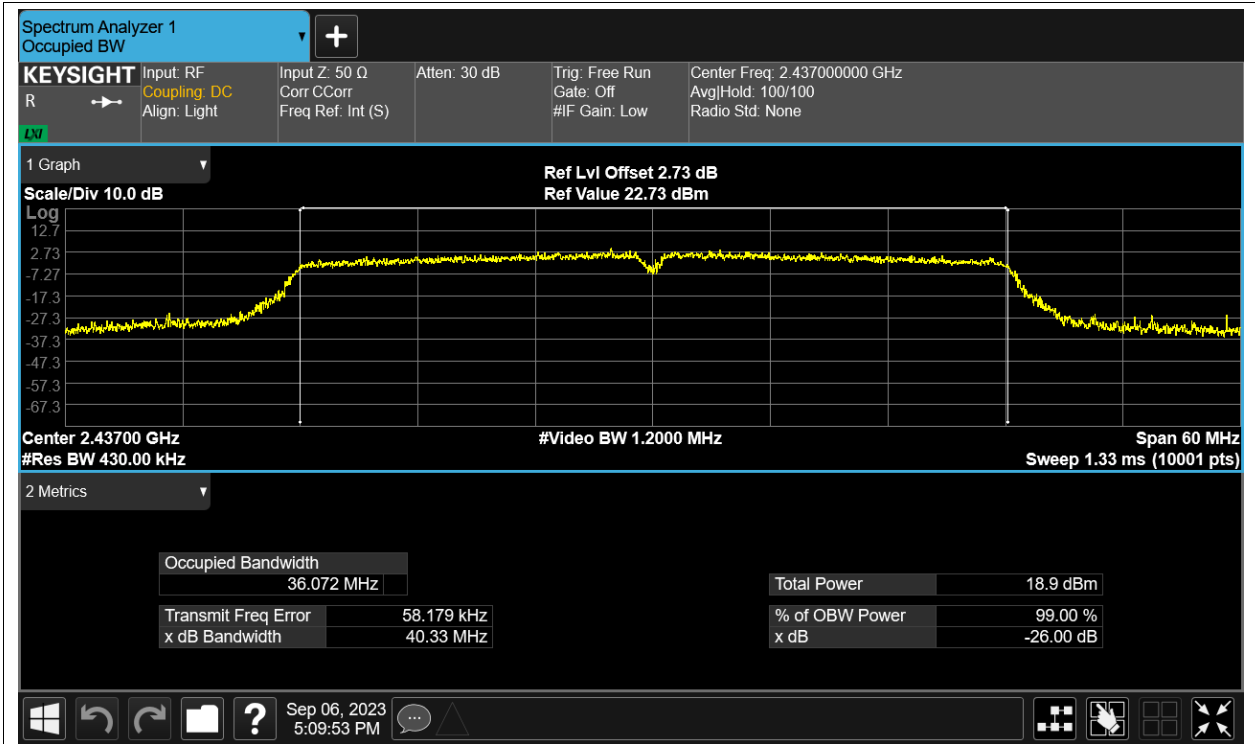 Spectrum Analyzer 1
Occupied BW
KEYSIGHT
R
LXI
Input: RF
Coupling: DC
Align: Light
Input Z: 50 Ω
Corr CCorr
Freq Ref: Int (S)
Atten: 30 dB
Trig: Free Run
Gate: Off
#IF Gain: Low
Center Freq: 2.437000000 GHz
Avg|Hold: 100/100
Radio Std: None
1 Graph
Scale/Div 10.0 dB
Ref Lvl Offset 2.73 dB
Ref Value 22.73 dBm
Log
12.7
2.73
-7.27
-17.3
-27.3
-37.3
-47.3
-57.3
-67.3
Center 2.43700 GHz
#Video BW 1.2000 MHz
Span 60 MHz
#Res BW 430.00 kHz
Sweep 1.33 ms (10001 pts)
2 Metrics
Occupied Bandwidth
36.072 MHz
Transmit Freq Error 58.179 kHz
x dB Bandwidth 40.33 MHz
Total Power 18.9 dBm
% of OBW Power 99.00 %
x dB -26.00 dB
?
Sep 06, 2023
5:09:53 PM